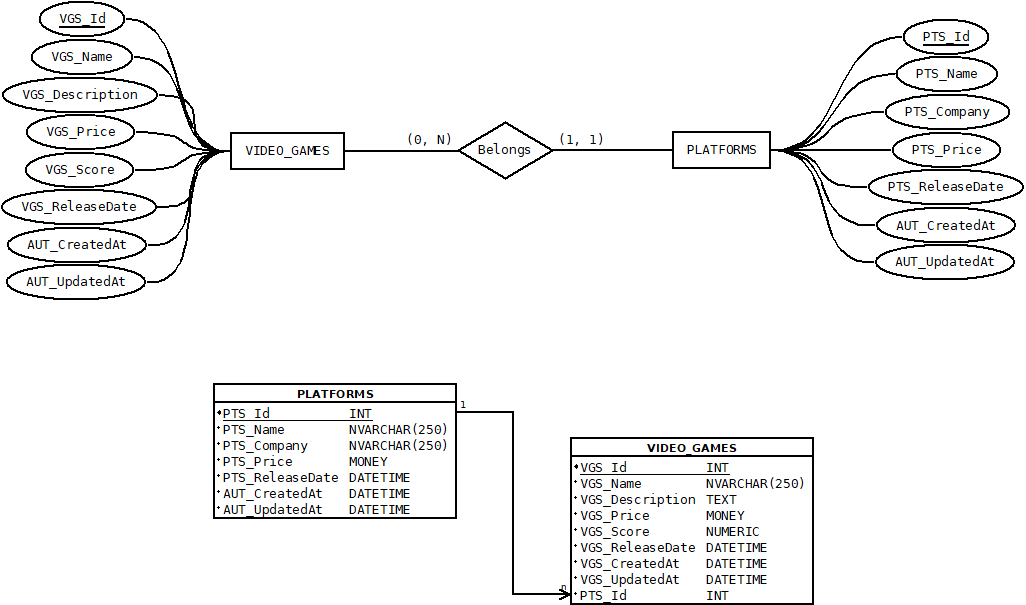 VGS_Id
VGS_Name
VGS_Description
VGS_Price
VGS_Score
VGS_ReleaseDate
AUT_CreatedAt
AUT_UpdatedAt
VIDEO_GAMES
(0, N)
Belongs
(1, 1)
PLATFORMS
PTS_Id
PTS_Name
PTS_Company
PTS_Price
PTS_ReleaseDate
AUT_CreatedAt
AUT_UpdatedAt
PLATFORMS
PTS_Id INT
PTS_Name NVARCHAR(250)
PTS_Company NVARCHAR(250)
PTS_Price MONEY
PTS_ReleaseDate DATETIME
AUT_CreatedAt DATETIME
AUT_UpdatedAt DATETIME
1
n
VIDEO_GAMES
VGS_Id INT
VGS_Name NVARCHAR(250)
VGS_Description TEXT
VGS_Price MONEY
VGS_Score NUMERIC
VGS_ReleaseDate DATETIME
VGS_CreatedAt DATETIME
VGS_UpdatedAt DATETIME
PTS_Id INT